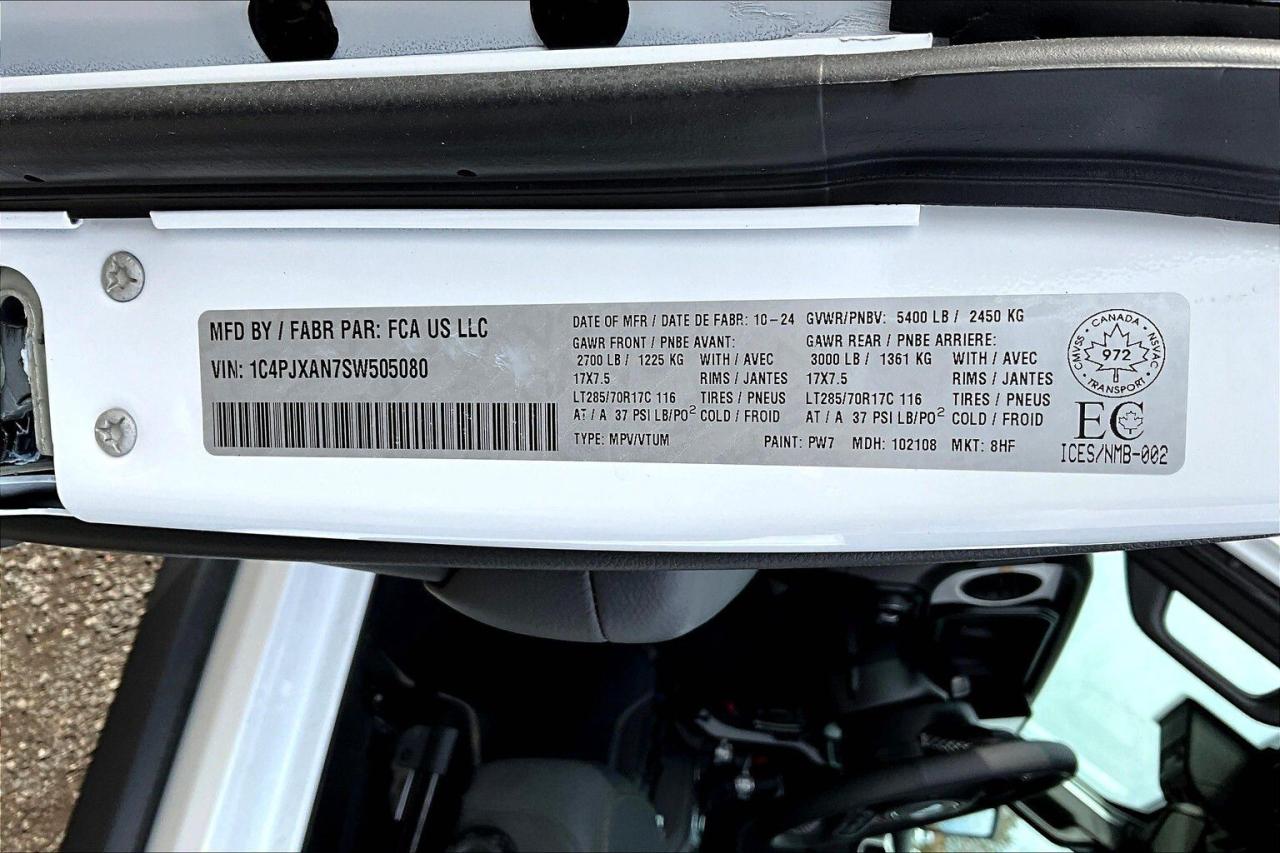 MFD BY / FABR PAR: FCA US LLC
VIN: 1C4PJXAN7SW505080
DATE OF MFR / DATE DE FABR: 10-24 GVWR/PNBV: 5400 LB / 2450 KG
GAWR FRONT / PNBE AVANT: GAWR REAR / PNBE ARRIERE:
2700 LB / 1225 KG WITH / AVEC 3000 LB / 1361 KG WITH / AVEC
17X7.5 RIMS / JANTES 17X7.5 RIMS / JANTES
LT285/70R17C 116 TIRES / PNEUS LT285/70R17C 116 TIRES / PNEUS
AT / A 37 PSI LB/PO² COLD / FROID AT / A 37 PSI LB/PO² COLD / FROID
TYPE: MPV/VTUM PAINT: PW7 MDH: 102108 MKT: 8HF
CANADA
CMVSS 972 NSVAC
TRANSPORT
EC
ICES/NMB-002